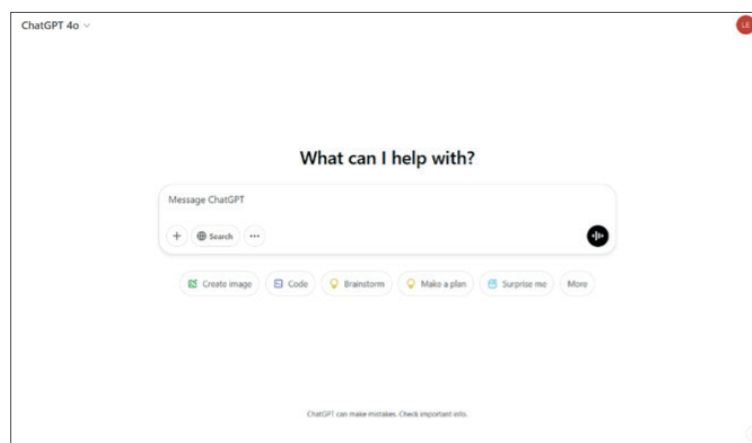 ChatGPT 4o
What can I help with?
Message ChatGPT
Search
Create image Code Brainstorm Make a plan Surprise me More
ChatGPT can make mistakes. Check important info.